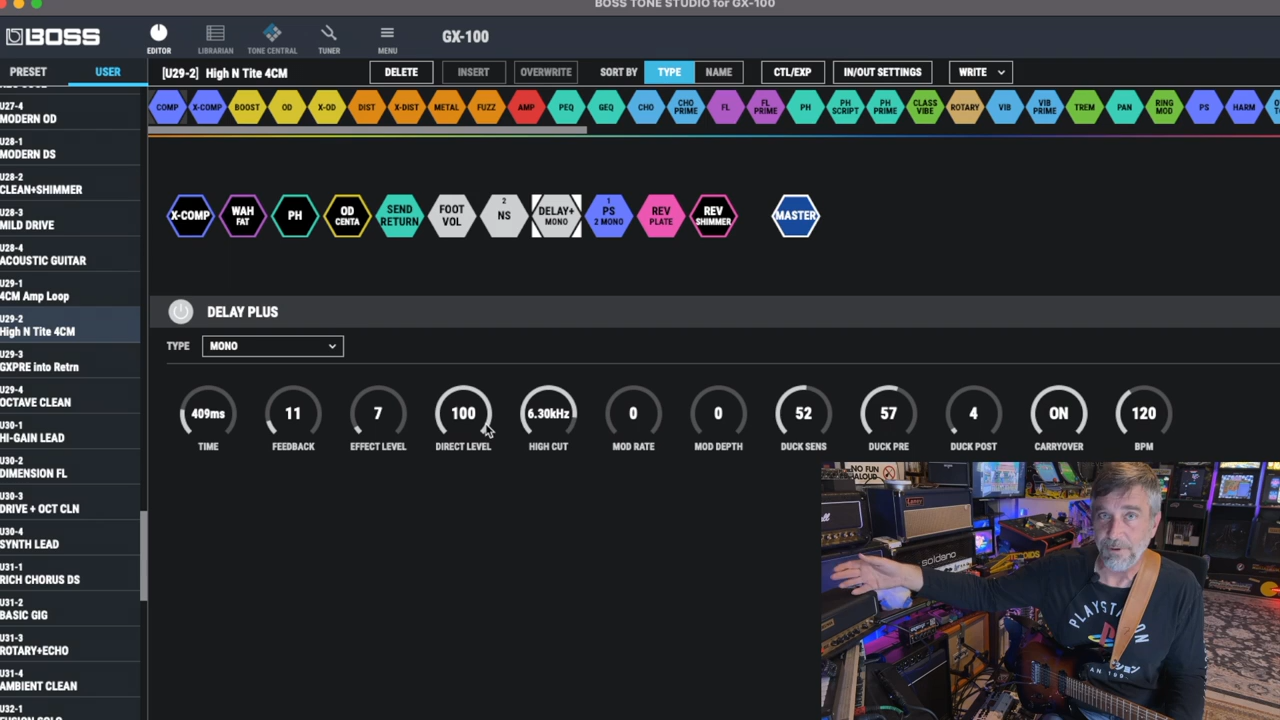 BOSS TONE STUDIO for GX-100
BOSS
EDITOR
LIBRARIAN
TONE CENTRAL
TUNER
MENU
GX-100
PRESET
USER
[U29-2] High N Tite 4CM
DELETE
INSERT
OVERWRITE
SORT BY
TYPE
NAME
CTL/EXP
IN/OUT SETTINGS
WRITE
COMP
X-COMP
BOOST
OD
X-OD
DIST
X-DIST
METAL
FUZZ
AMP
PEQ
GEQ
CHO
CHO PRIME
FL
FL PRIME
PH
PH SCRIPT
PH PRIME
CLASS VIBE
ROTARY
VIB
VIB PRIME
TREM
PAN
RING MOD
PS
HARM
U27-4
MODERN OD
U28-1
MODERN DS
U28-2
CLEAN+SHIMMER
U28-3
MILD DRIVE
U28-4
ACOUSTIC GUITAR
U29-1
4CM Amp Loop
U29-2
High N Tite 4CM
U29-3
GXPRE into Retrn
U29-4
OCTAVE CLEAN
U30-1
HI-GAIN LEAD
U30-2
DIMENSION FL
U30-3
DRIVE + OCT CLN
U30-4
SYNTH LEAD
U31-1
RICH CHORUS DS
U31-2
BASIC GIG
U31-3
ROTARY+ECHO
U31-4
AMBIENT CLEAN
U32-1
X-COMP
WAH
FAT
PH
OD
CENTA
SEND
RETURN
FOOT
VOL
2
NS
DELAY+
MONO
1
PS
2 MONO
REV
PLATE
REV
SHIMMER
MASTER
DELAY PLUS
TYPE
MONO
409ms
11
7
100
6.30kHz
0
0
52
57
4
ON
120
TIME
FEEDBACK
EFFECT LEVEL
DIRECT LEVEL
HIGH CUT
MOD RATE
MOD DEPTH
DUCK SENS
DUCK PRE
DUCK POST
CARRYOVER
BPM
NO FUN
ALOUD
LANEY
soldano
PLAYSTATION